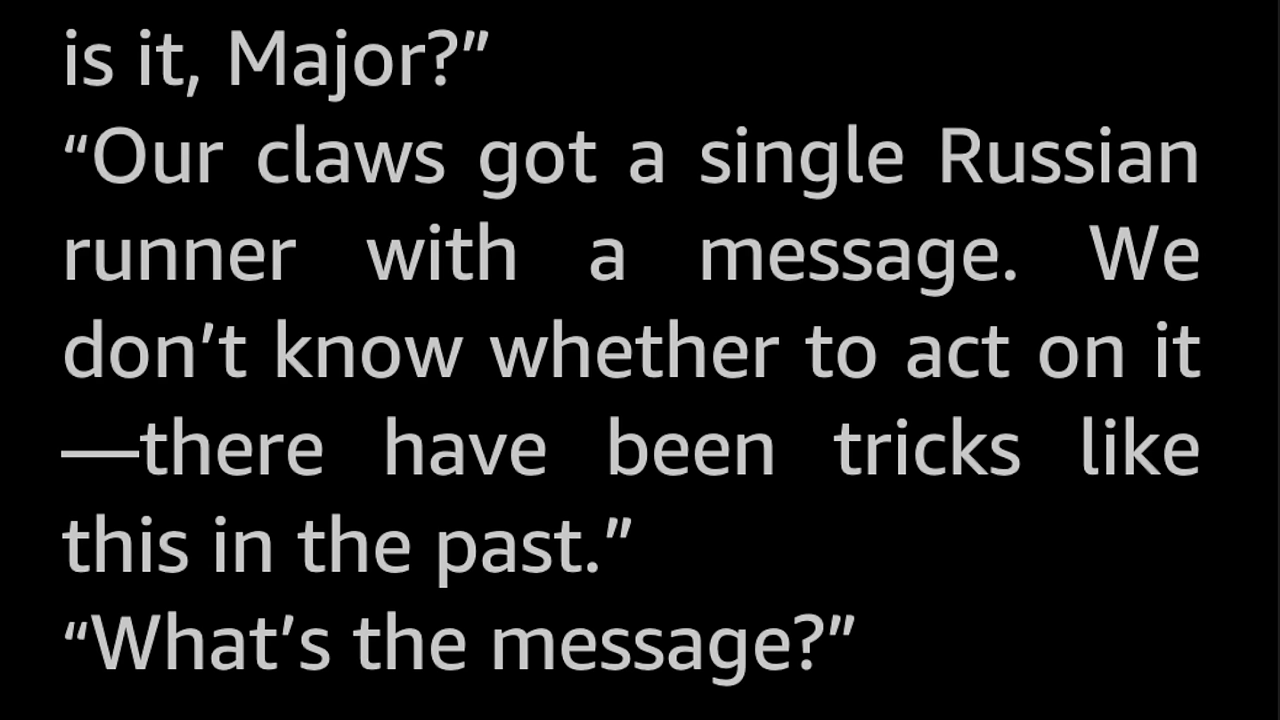 is it, Major?”
“Our claws got a single Russian
runner with a message. We
don’t know whether to act on it
—there have been tricks like
this in the past.”
“What’s the message?”